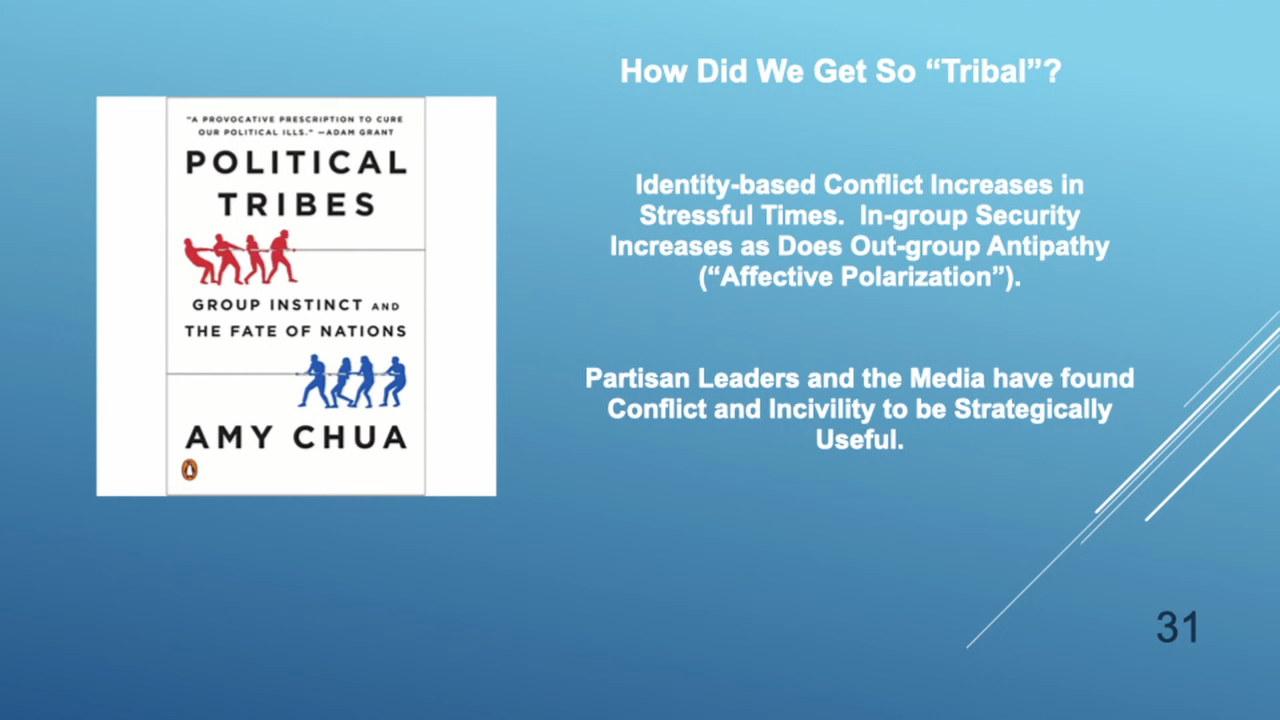 How Did We Get So “Tribal”?
"A PROVOCATIVE PRESCRIPTION TO CURE
OUR POLITICAL ILLS." —ADAM GRANT
POLITICAL
TRIBES
GROUP INSTINCT AND
THE FATE OF NATIONS
AMY CHUA
Identity-based Conflict Increases in
Stressful Times.  In-group Security
Increases as Does Out-group Antipathy
(“Affective Polarization”).
Partisan Leaders and the Media have found
Conflict and Incivility to be Strategically
Useful.
31